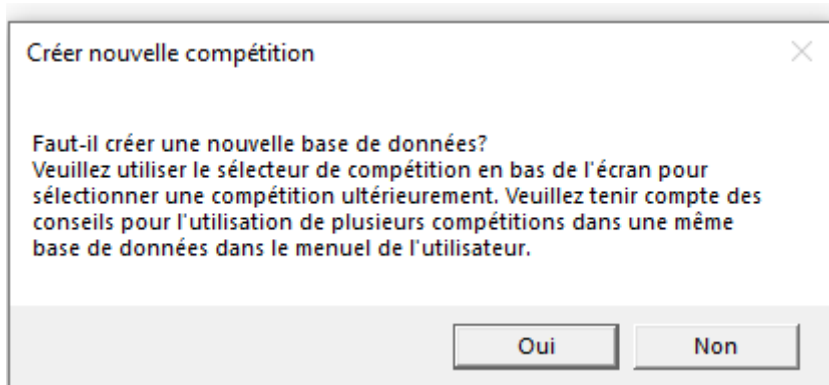 Créer nouvelle compétition
Faut-il créer une nouvelle base de données?
Veuillez utiliser le sélecteur de compétition en bas de l'écran pour
sélectionner une compétition ultérieurement. Veuillez tenir compte des
conseils pour l'utilisation de plusieurs compétitions dans une même
base de données dans le menuel de l'utilisateur.
Oui
Non